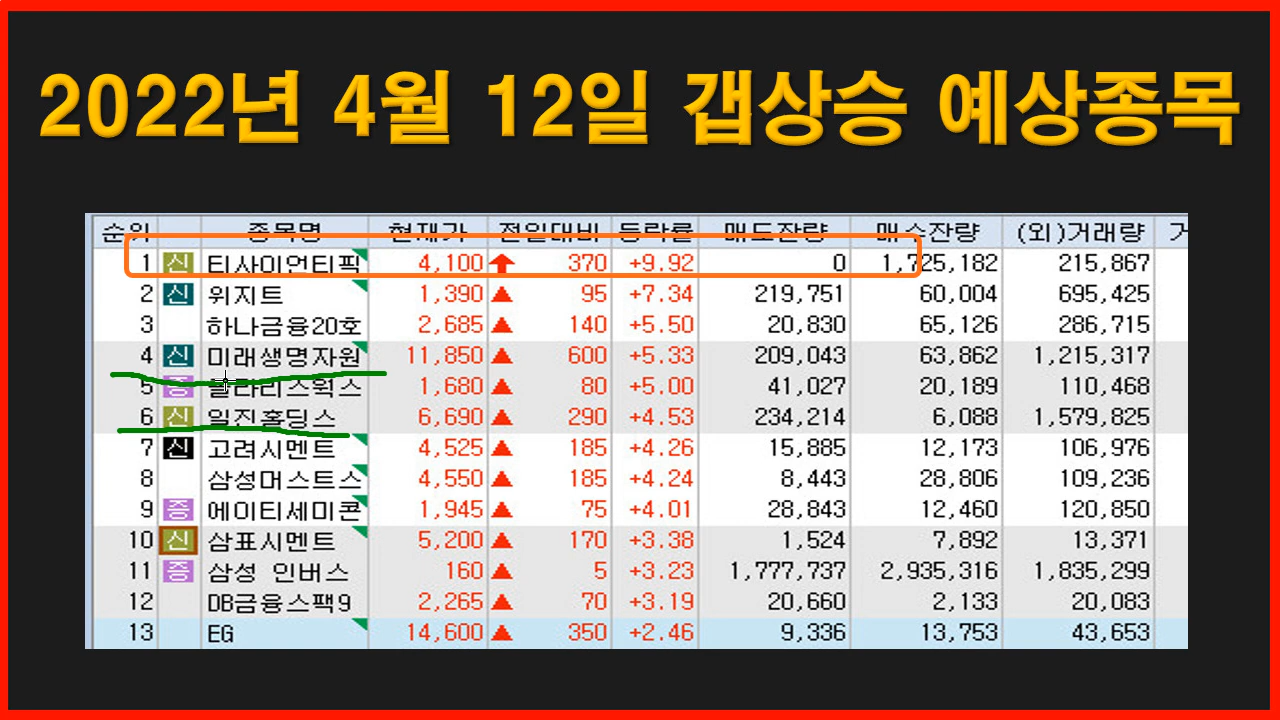 2022년 4월 12일 갭상승 예상종목
순위 종목명 현재가 전일대비 등락률 매도잔량 매수잔량 (외)거래량 거
1 신 티사이언티픽 4,100 370 +9.92 0 1,725,182 215,867
2 신 위지트 1,390 ▲ 95 +7.34 219,751 60,004 695,425
3 하나금융20호 2,685 ▲ 140 +5.50 20,830 65,126 286,715
4 신 미래생명자원 11,850 ▲ 600 +5.33 209,043 63,862 1,215,317
5 증 폴라리스웍스 1,680 ▲ 80 +5.00 41,027 20,189 110,468
6 신 일진홀딩스 6,690 ▲ 290 +4.53 234,214 6,088 1,579,825
7 신 고려시멘트 4,525 ▲ 185 +4.26 15,885 12,173 106,976
8 삼성머스트스 4,550 ▲ 185 +4.24 8,443 28,806 109,236
9 증 에이티세미콘 1,945 ▲ 75 +4.01 28,843 12,460 120,850
10 신 삼표시멘트 5,200 ▲ 170 +3.38 1,524 7,892 13,371
11 증 삼성 인버스 160 ▲ 5 +3.23 1,777,737 2,935,316 1,835,299
12 DB금융스팩9 2,265 ▲ 70 +3.19 20,660 2,133 20,083
13 EG 14,600 ▲ 350 +2.46 9,336 13,753 43,653